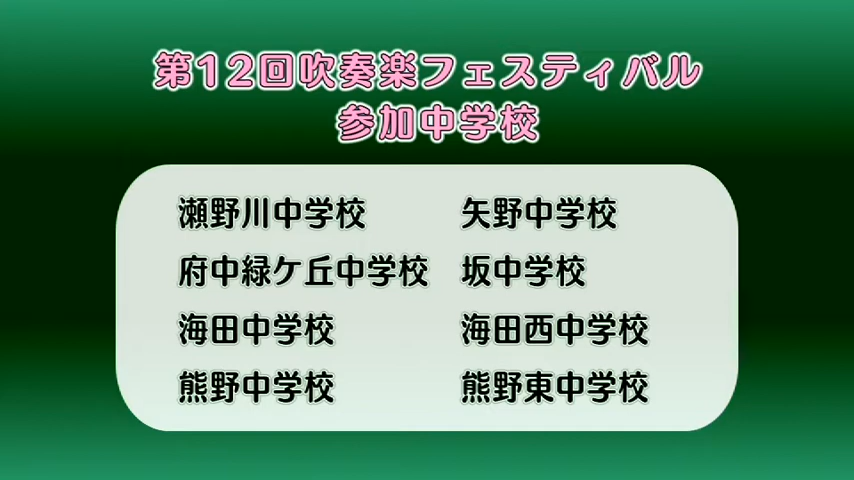 第12回吹奏楽フェスティバル
参加中学校
瀬野川中学校 矢野中学校
府中緑ケ丘中学校 坂中学校
海田中学校 海田西中学校
熊野中学校 熊野東中学校